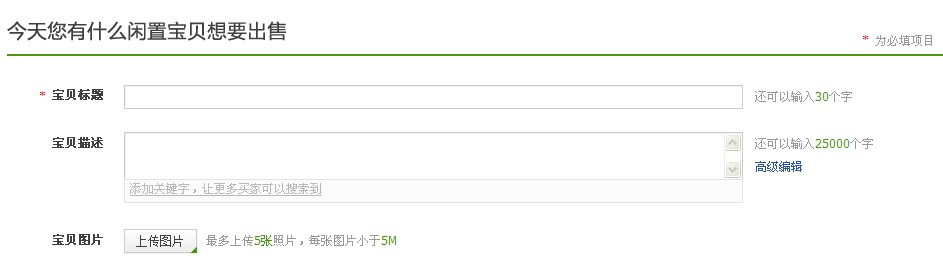 今天您有什么闲置宝贝想要出售
* 为必填项目
* 宝贝标题 还可以输入30个字
宝贝描述 还可以输入25000个字
高级编辑
添加关键字，让更多买家可以搜索到
宝贝图片 上传图片 最多上传5张照片，每张图片小于5M